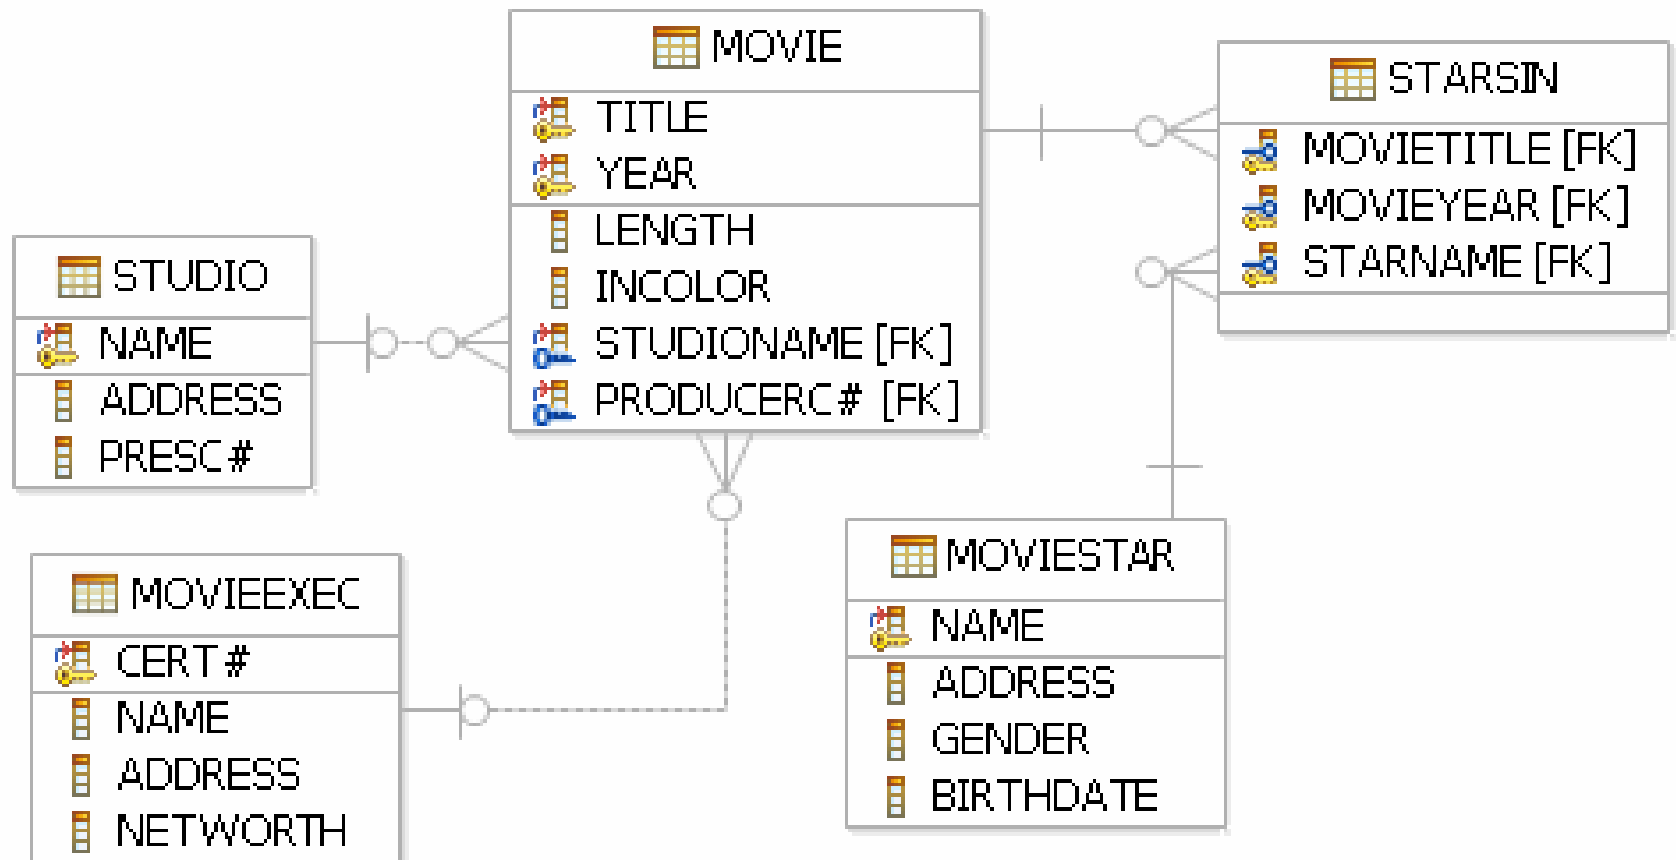 MOVIE
TITLE
YEAR
LENGTH
INCOLOR
STUDIONAME [FK]
PRODUCERC# [FK]
STARSIN
MOVIETITLE [FK]
MOVIEYEAR [FK]
STARNAME [FK]
STUDIO
NAME
ADDRESS
PRESC#
MOVIEEXEC
CERT#
NAME
ADDRESS
NETWORTH
MOVIESTAR
NAME
ADDRESS
GENDER
BIRTHDATE